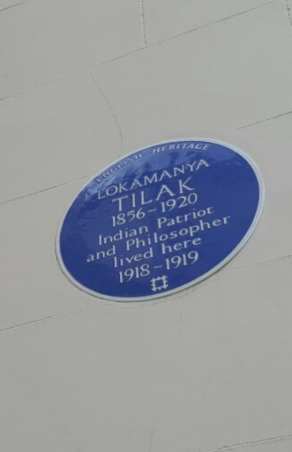 ENGLISH HERITAGE
LOKAMANYA
TILAK
1856-1920
Indian Patriot
and Philosopher
lived here
1918-1919